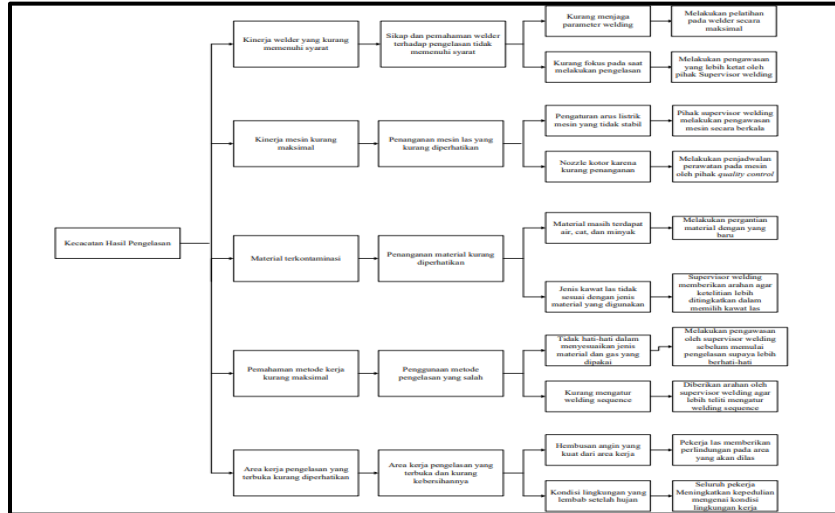 Kecacatan Hasil Pengelasan
Kinerja welder yang kurang
memenuhi syarat
Sikap dan pemahaman welder
terhadap pengelasan tidak
memenuhi syarat
Kurang menjaga
parameter welding
Melakukan pelatihan
pada welder secara
maksimal
Kurang fokus pada saat
melakukan pengelasan
Melakukan pengawasan
yang lebih ketat oleh
pihak Supervisor welding
Kinerja mesin kurang
maksimal
Penanganan mesin las yang
kurang diperhatikan
Pengaturan arus listrik
mesin yang tidak stabil
Pihak supervisor welding
melakukan pengawasan
mesin secara berkala
Nozzle kotor karena
kurang penanganan
Melakukan penjadwalan
perawatan pada mesin
oleh pihak quality control
Material terkontaminasi
Penanganan material kurang
diperhatikan
Material masih terdapat
air, cat, dan minyak
Melakukan pergantian
material dengan yang
baru
Jenis kawat las tidak
sesuai dengan jenis
material yang digunakan
Supervisor welding
memberikan arahan agar
ketelitian lebih
ditingkatkan dalam
memilih kawat las
Pemahaman metode kerja
kurang maksimal
Penggunaan metode
pengelasan yang salah
Tidak hati-hati dalam
menyesuaikan jenis
material dan gas yang
dipakai
Melakukan pengawasan
oleh supervisor welding
sebelum memulai
pengelasan supaya lebih
berhati-hati
Kurang mengatur
welding sequence
Diberikan arahan oleh
supervisor welding agar
lebih teliti mengatur
welding sequence
Area kerja pengelasan yang
terbuka kurang diperhatikan
Area kerja pengelasan yang
terbuka dan kurang
kebersihannya
Hembusan angin yang
kuat dari area kerja
Pekerja las memberikan
perlindungan pada area
yang akan dilas
Kondisi lingkungan yang
lembab setelah hujan
Seluruh pekerja
Meningkatkan kepedulian
mengenai kondisi
lingkungan kerja